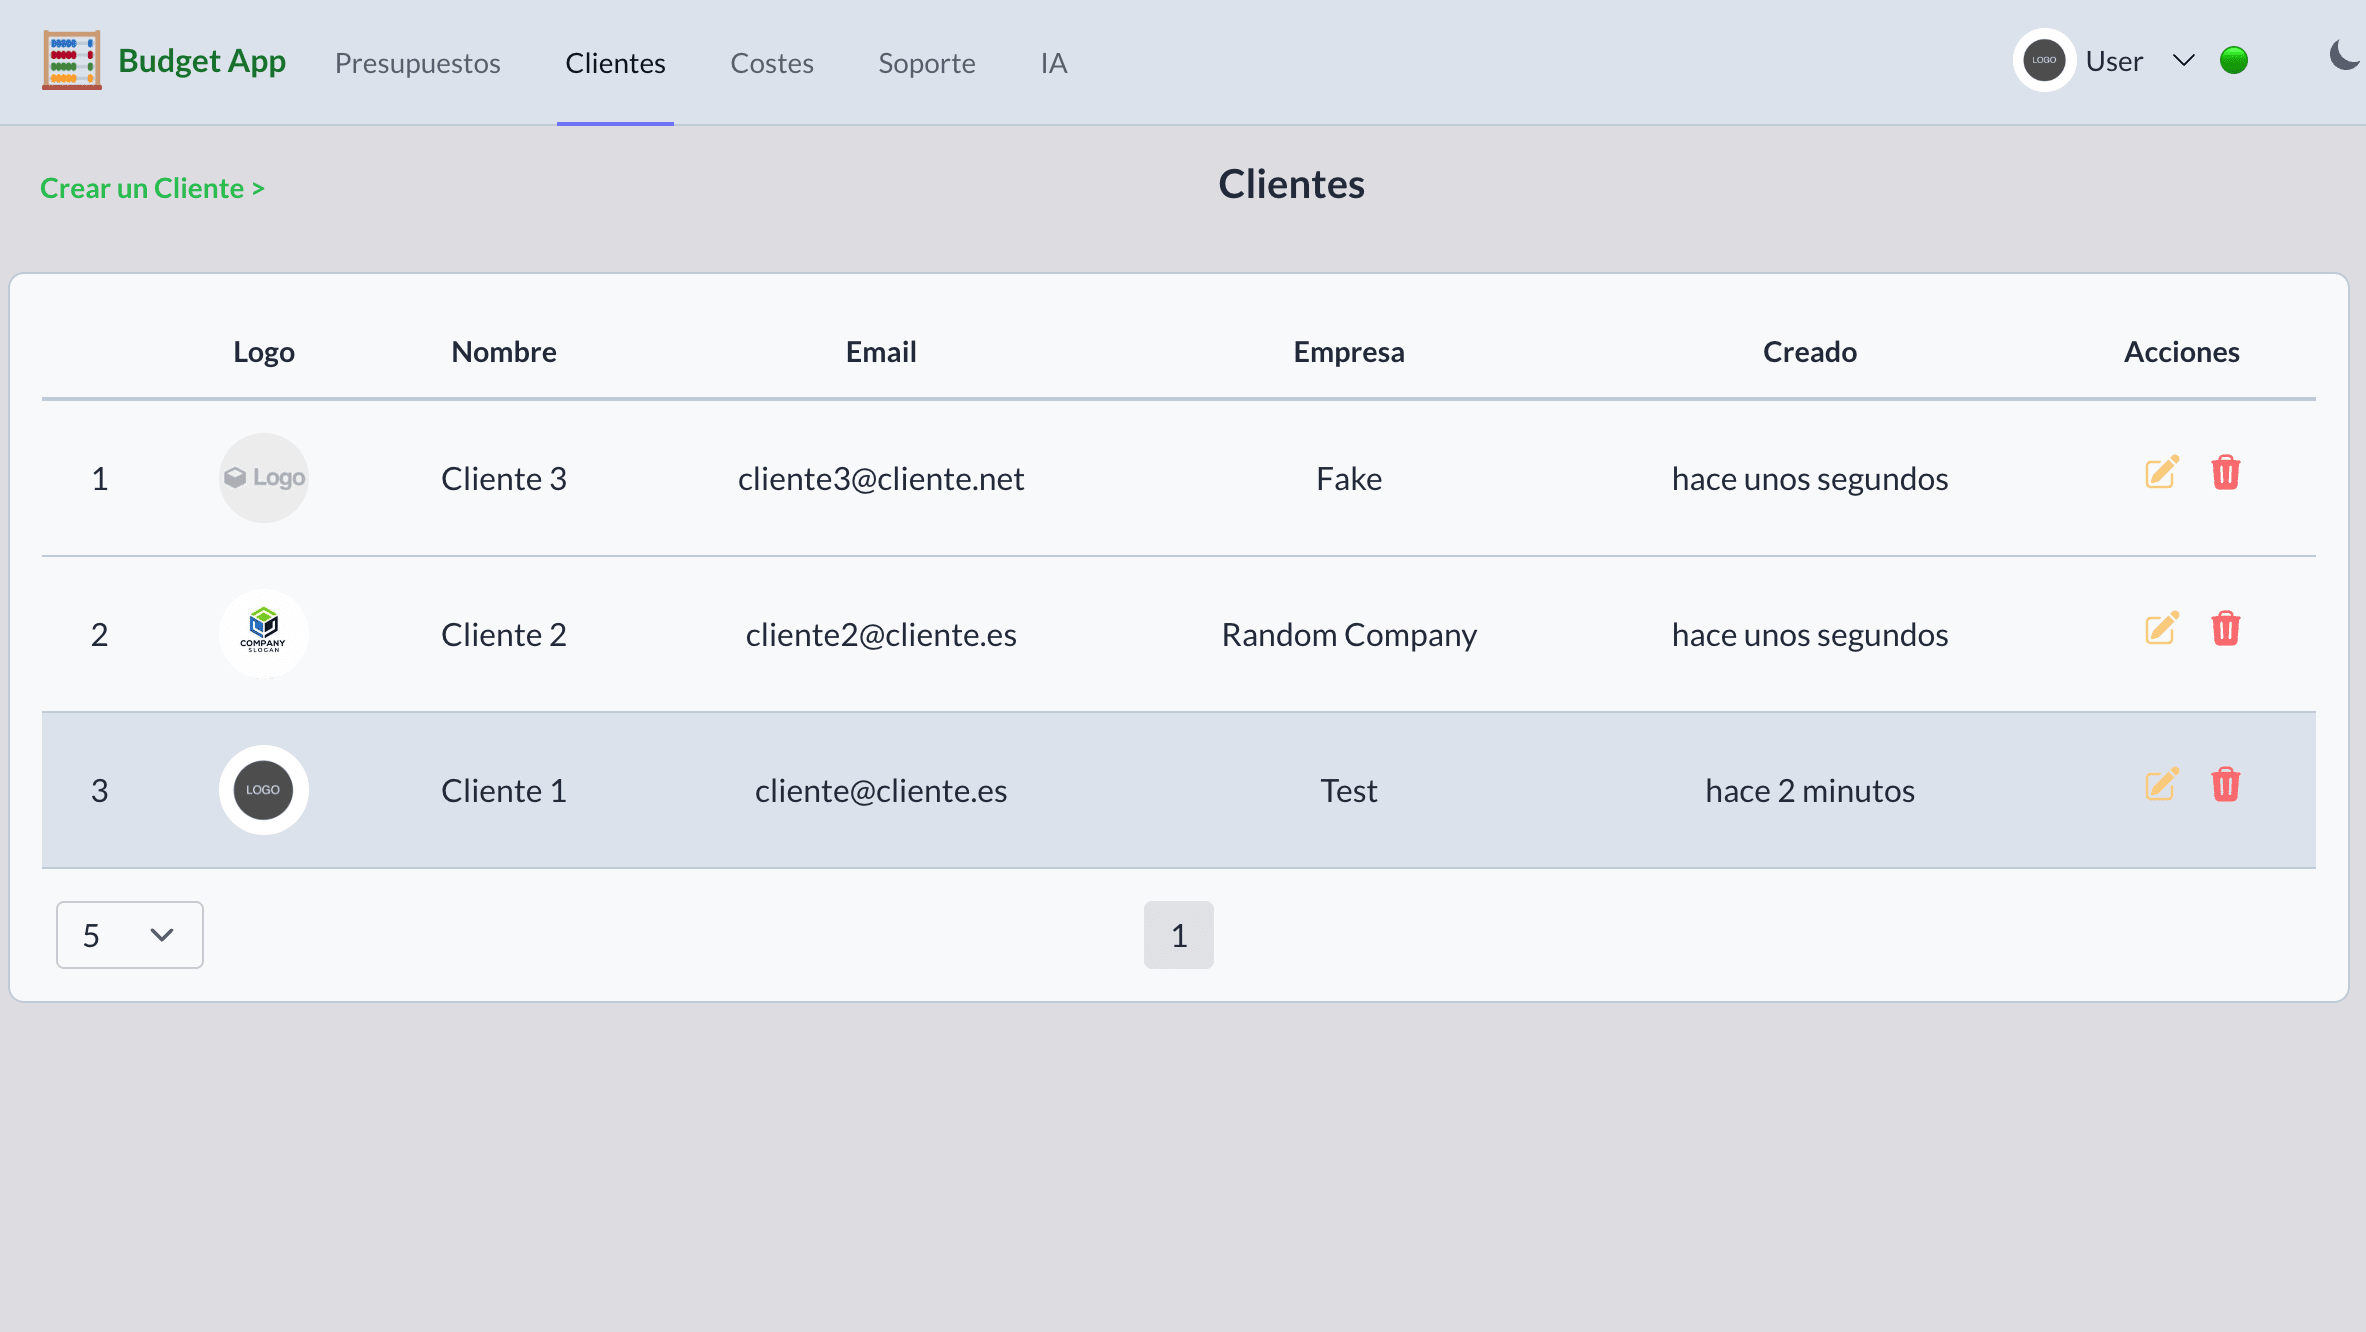 Budget App Presupuestos Clientes Costes Soporte IA LOGO User
Crear un Cliente > Clientes
Logo Nombre Email Empresa Creado Acciones
1 Logo Cliente 3 cliente3@cliente.net Fake hace unos segundos
2 COMPANY SLOGAN Cliente 2 cliente2@cliente.es Random Company hace unos segundos
3 LOGO Cliente 1 cliente@cliente.es Test hace 2 minutos
5 1